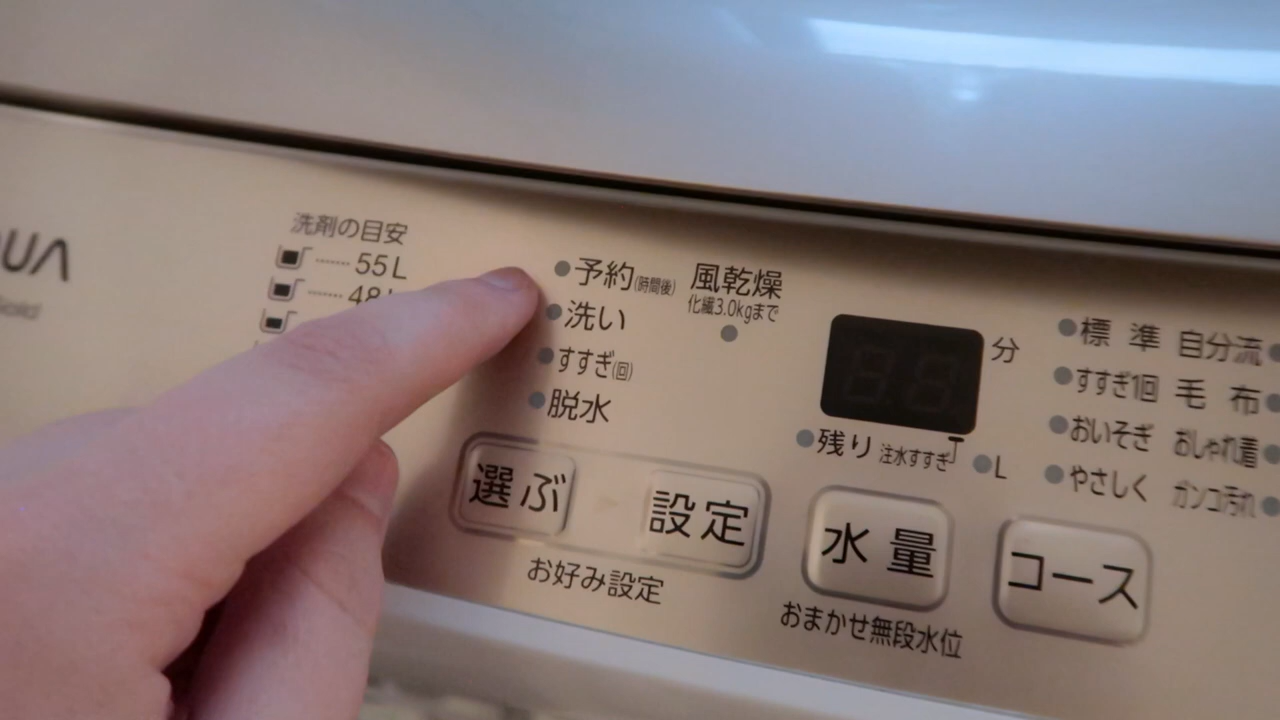 洗剤の目安
55L
48L
予約(時間後)
洗い
すすぎ(回)
脱水
風乾燥
化繊3.0kgまで
分
残り 注水すすぎ
L
標準 自分流
すすぎ1回 毛布
おいそぎ おしゃれ着
やさしく ガンコ汚れ
選ぶ 設定
お好み設定
水量
おまかせ無段水位
コース